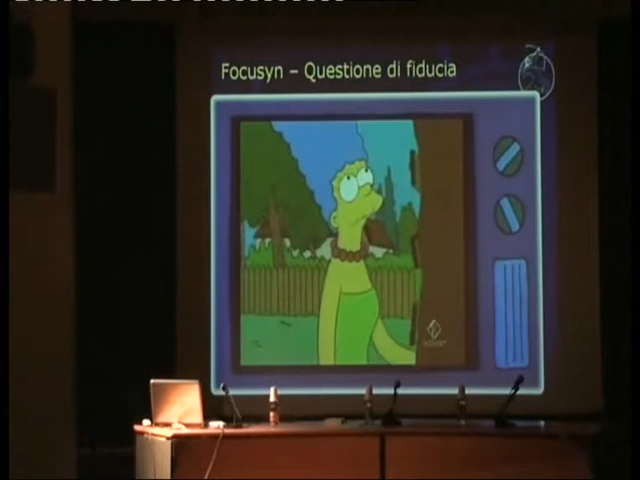 Focusyn – Questione di fiducia